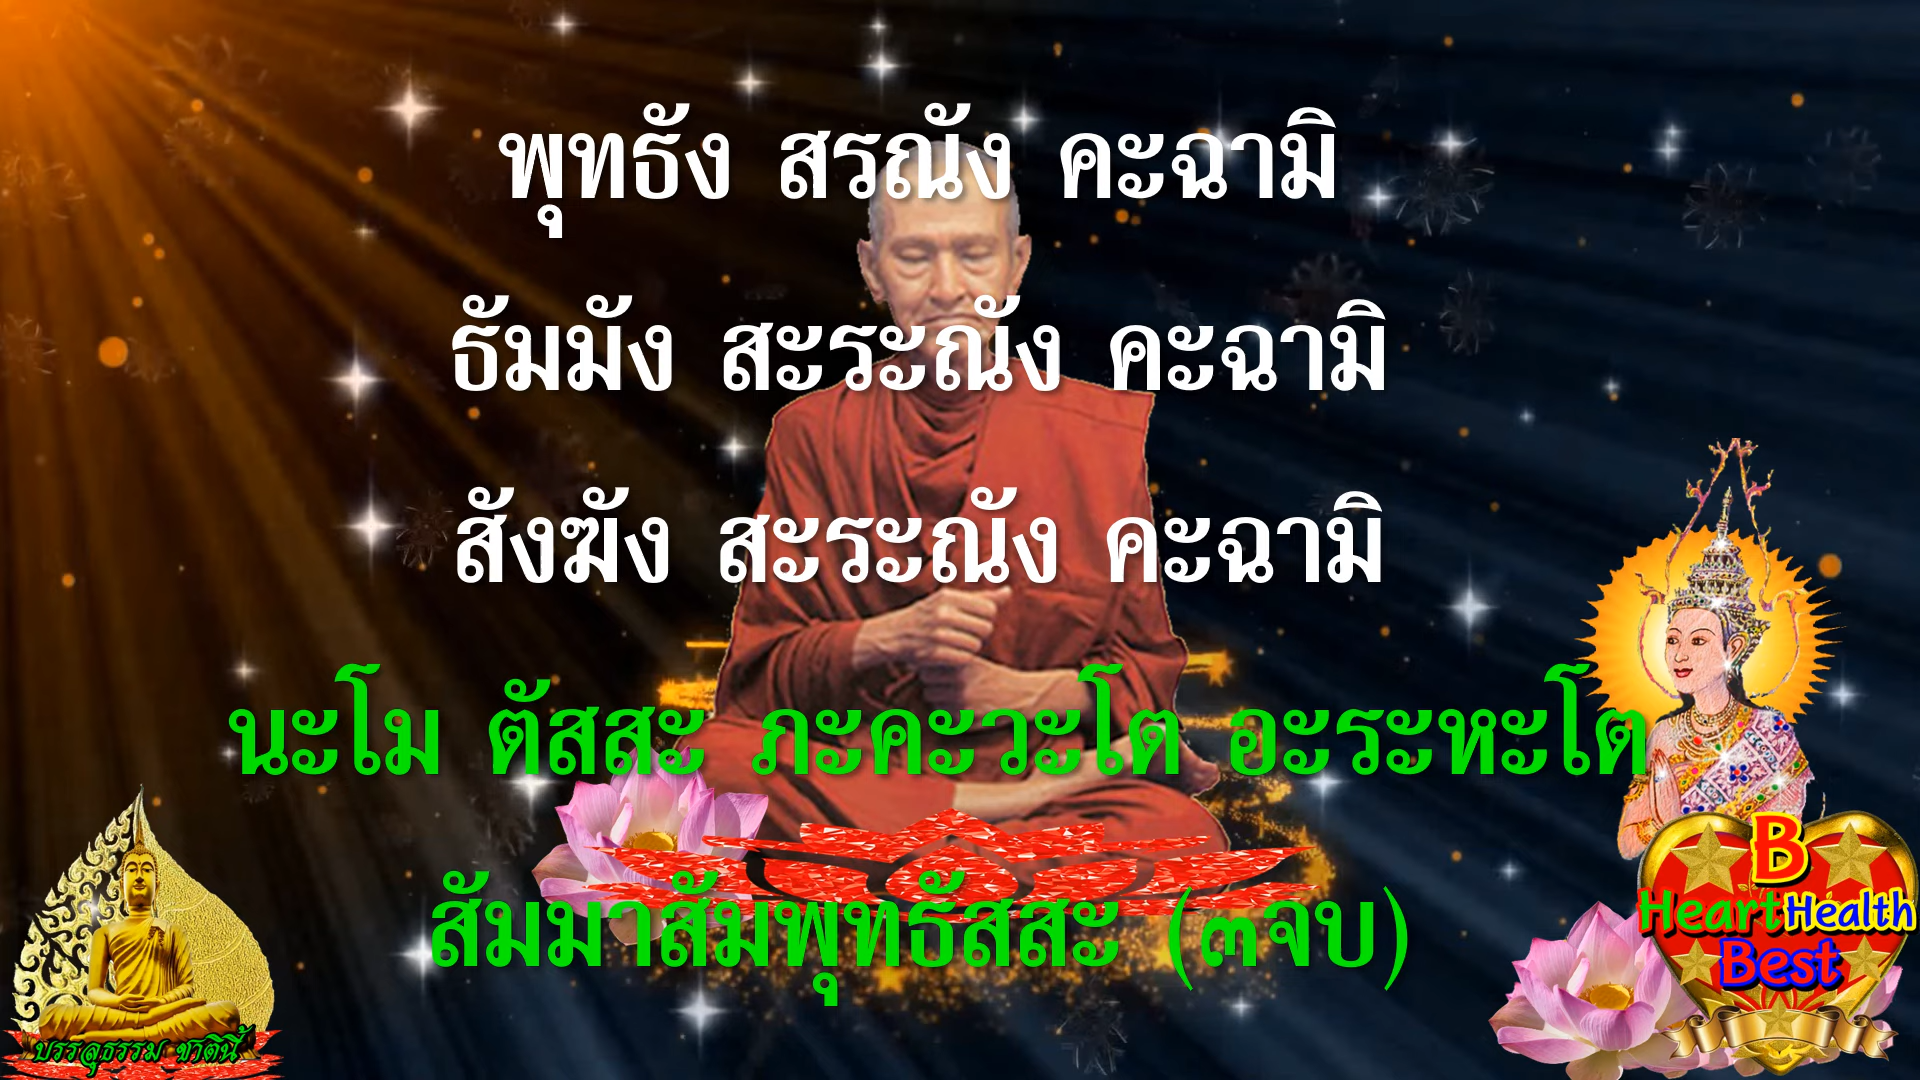 พุทธัง สรณัง คะฉามิ
ธัมมัง สะระณัง คะฉามิ
สังฆัง สะระณัง คะฉามิ
นะโม ตัสสะ ภะคะวะโต อะระหะโต
สัมมาสัมพุทธัสสะ (๓จบ)
บรรลุธรรม ชาตินี้
B
HeartHealth
Best